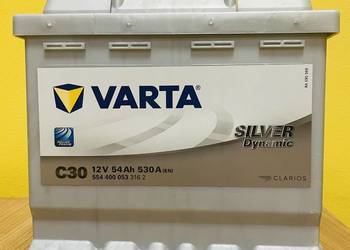 VARTA
SILVER
Dynamic
C30
12V 54Ah 530A (EN)
554 400 053 316 2
CLARIOS